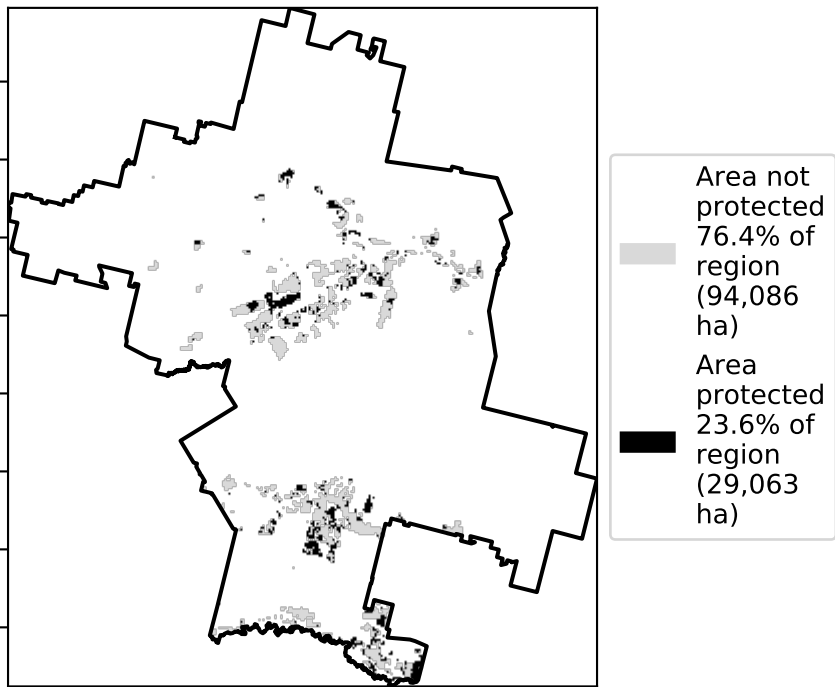 Area not
protected
76.4% of
region
(94,086
ha)
Area
protected
23.6% of
region
(29,063
ha)